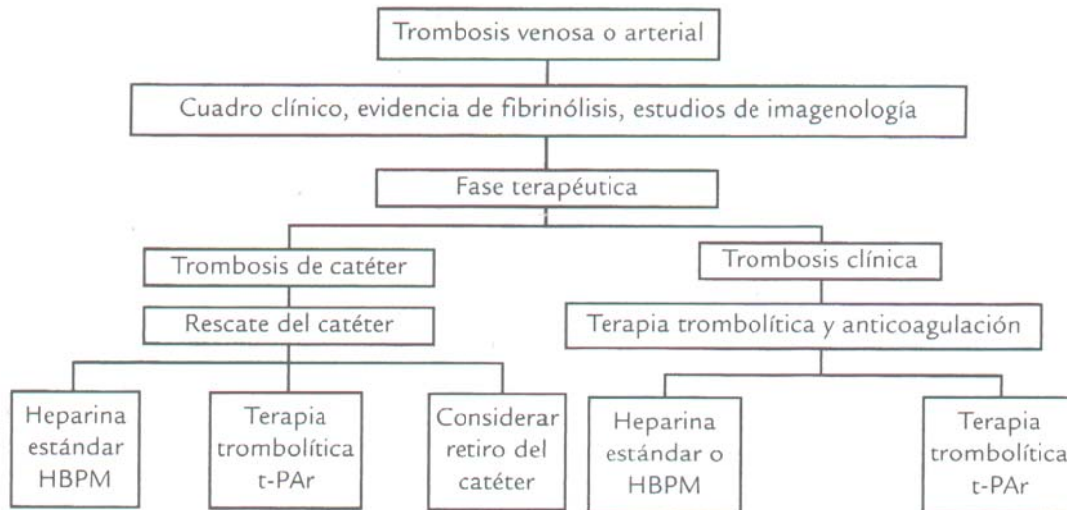 Trombosis venosa o arterial
Cuadro clínico, evidencia de fibrinólisis, estudios de imagenología
Fase terapéutica
Trombosis de catéter
Trombosis clínica
Rescate del catéter
Terapia trombolítica y anticoagulación
Heparina
estándar
HBPM
Terapia
trombolítica
t-PAr
Considerar
retiro del
catéter
Heparina
estándar o
HBPM
Terapia
trombolítica
t-PAr